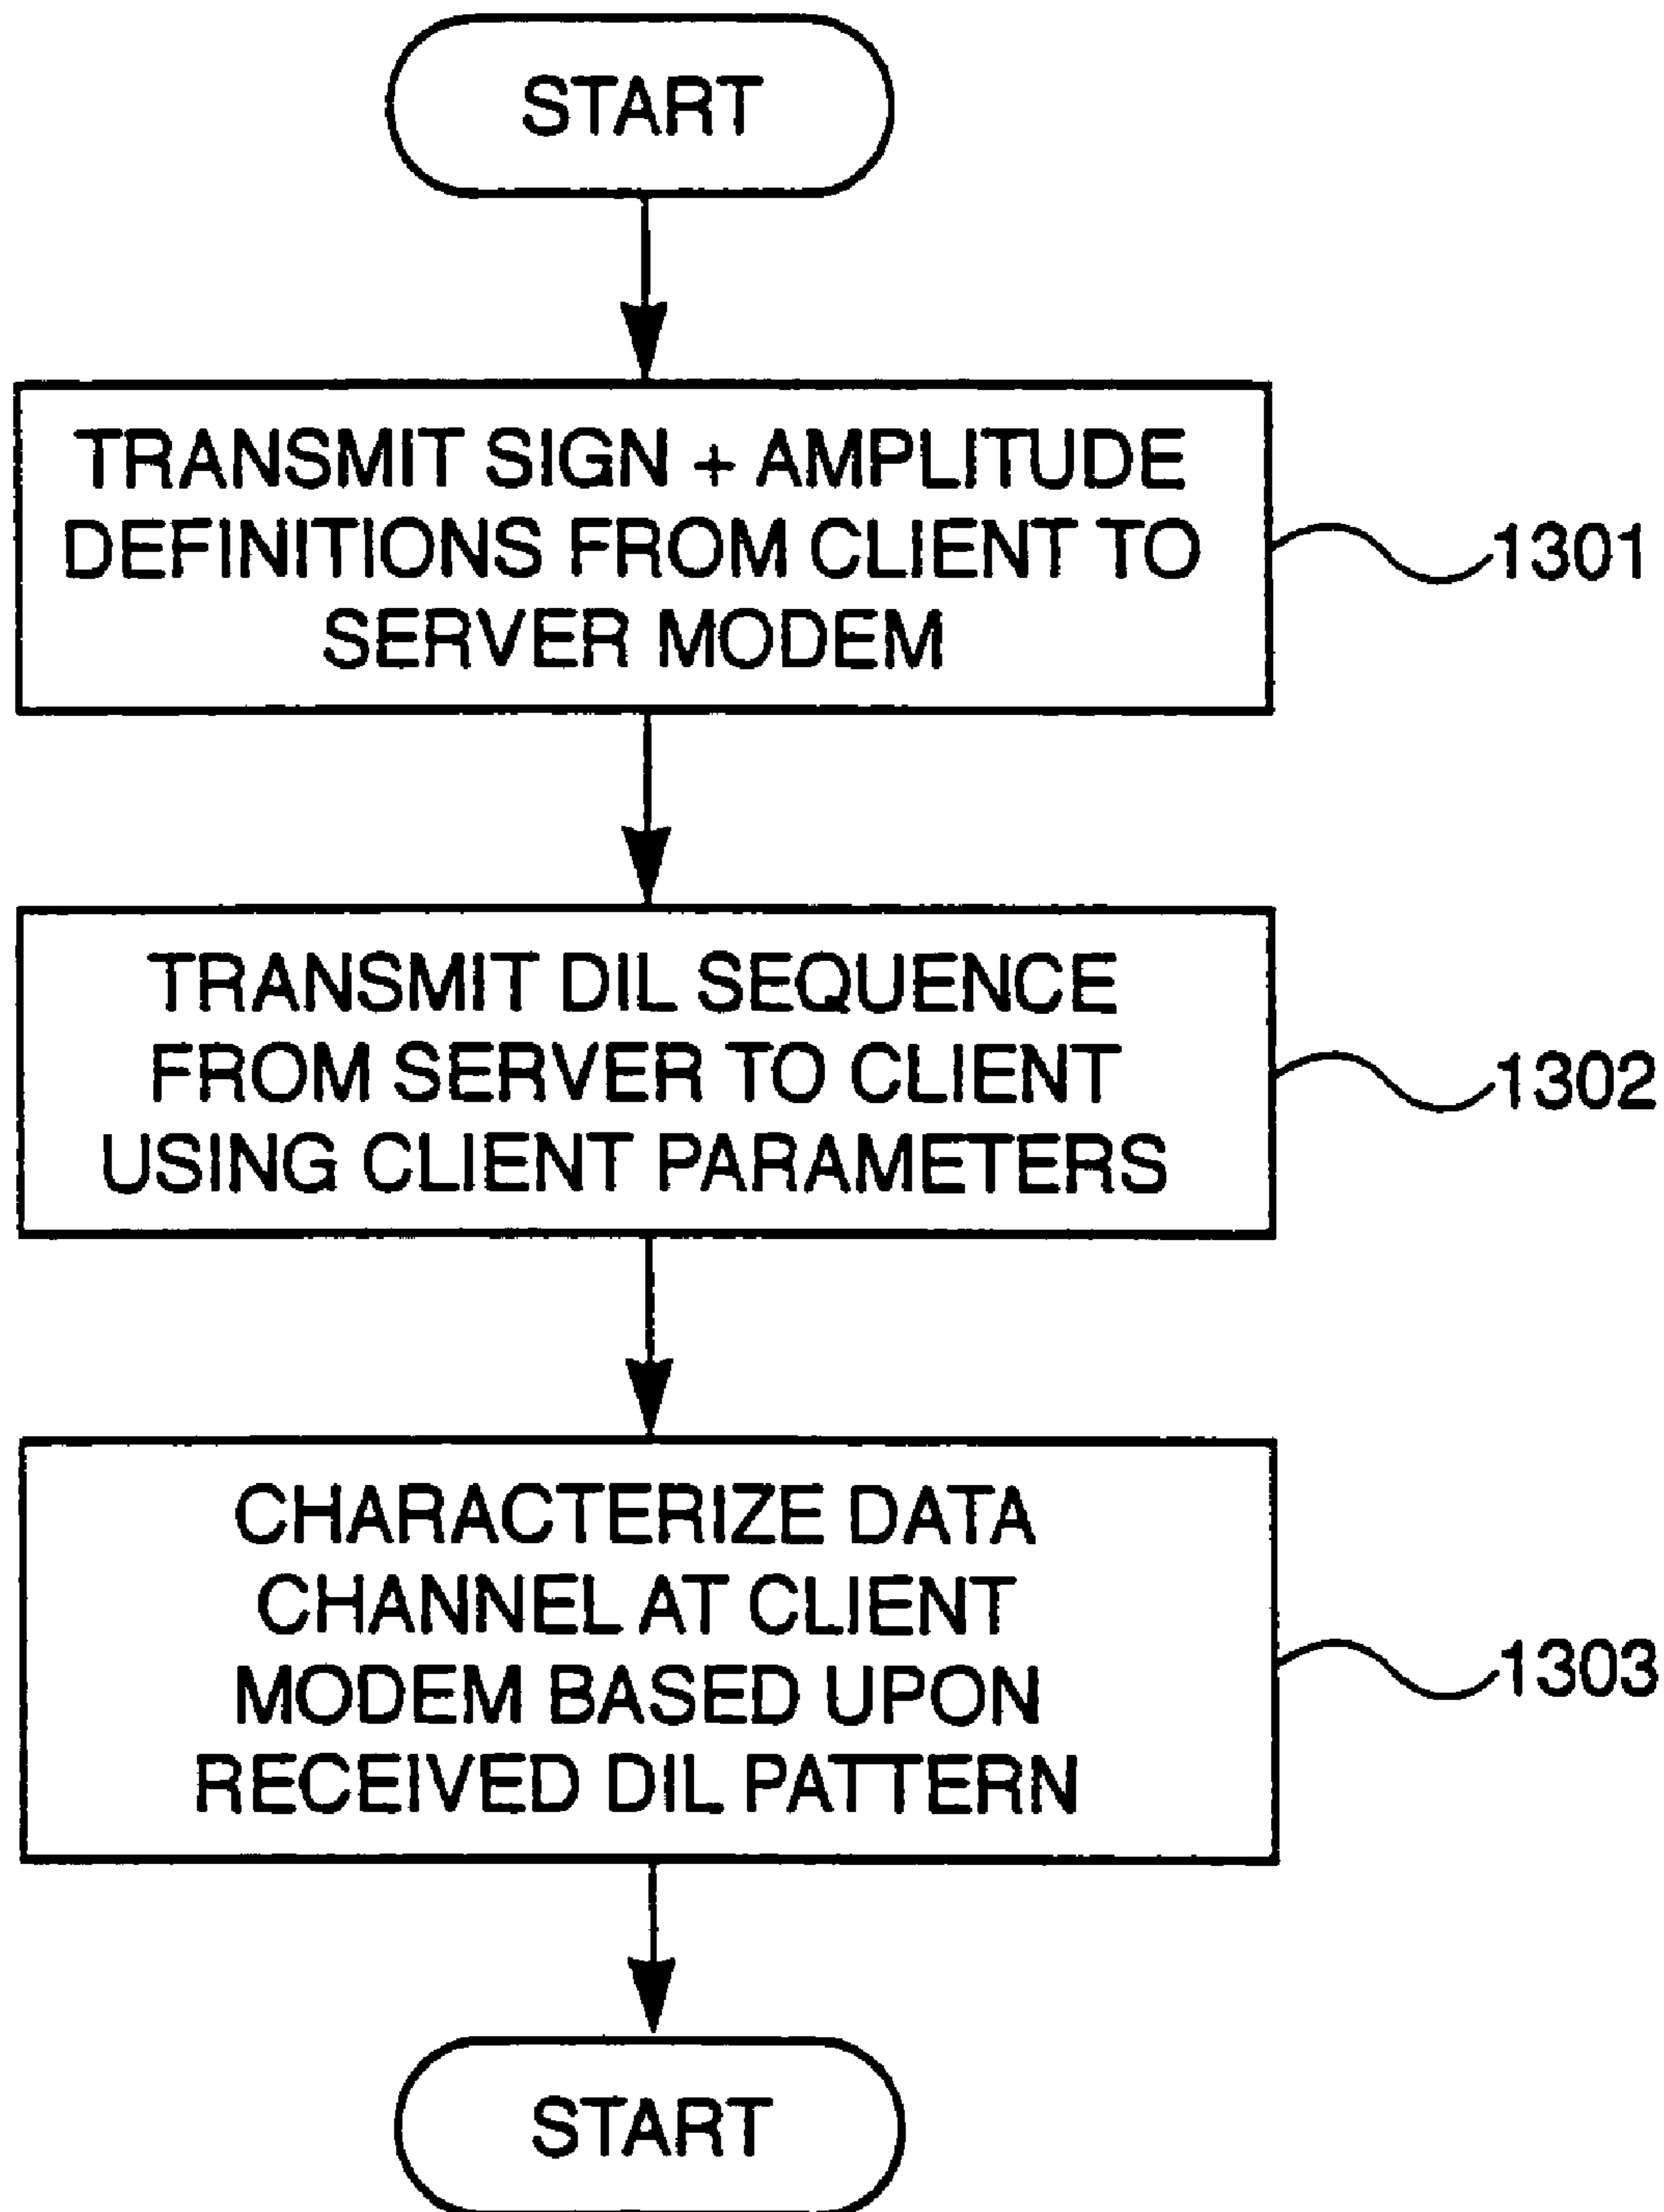 START
TRANSMIT SIGN + AMPLITUDE
DEFINITIONS FROM CLIENT TO
SERVER MODEM
1301
TRANSMIT DIL SEQUENCE
FROM SERVER TO CLIENT
USING CLIENT PARAMETERS
1302
CHARACTERIZE DATA
CHANNEL AT CLIENT
MODEM BASED UPON
RECEIVED DIL PATTERN
1303
START